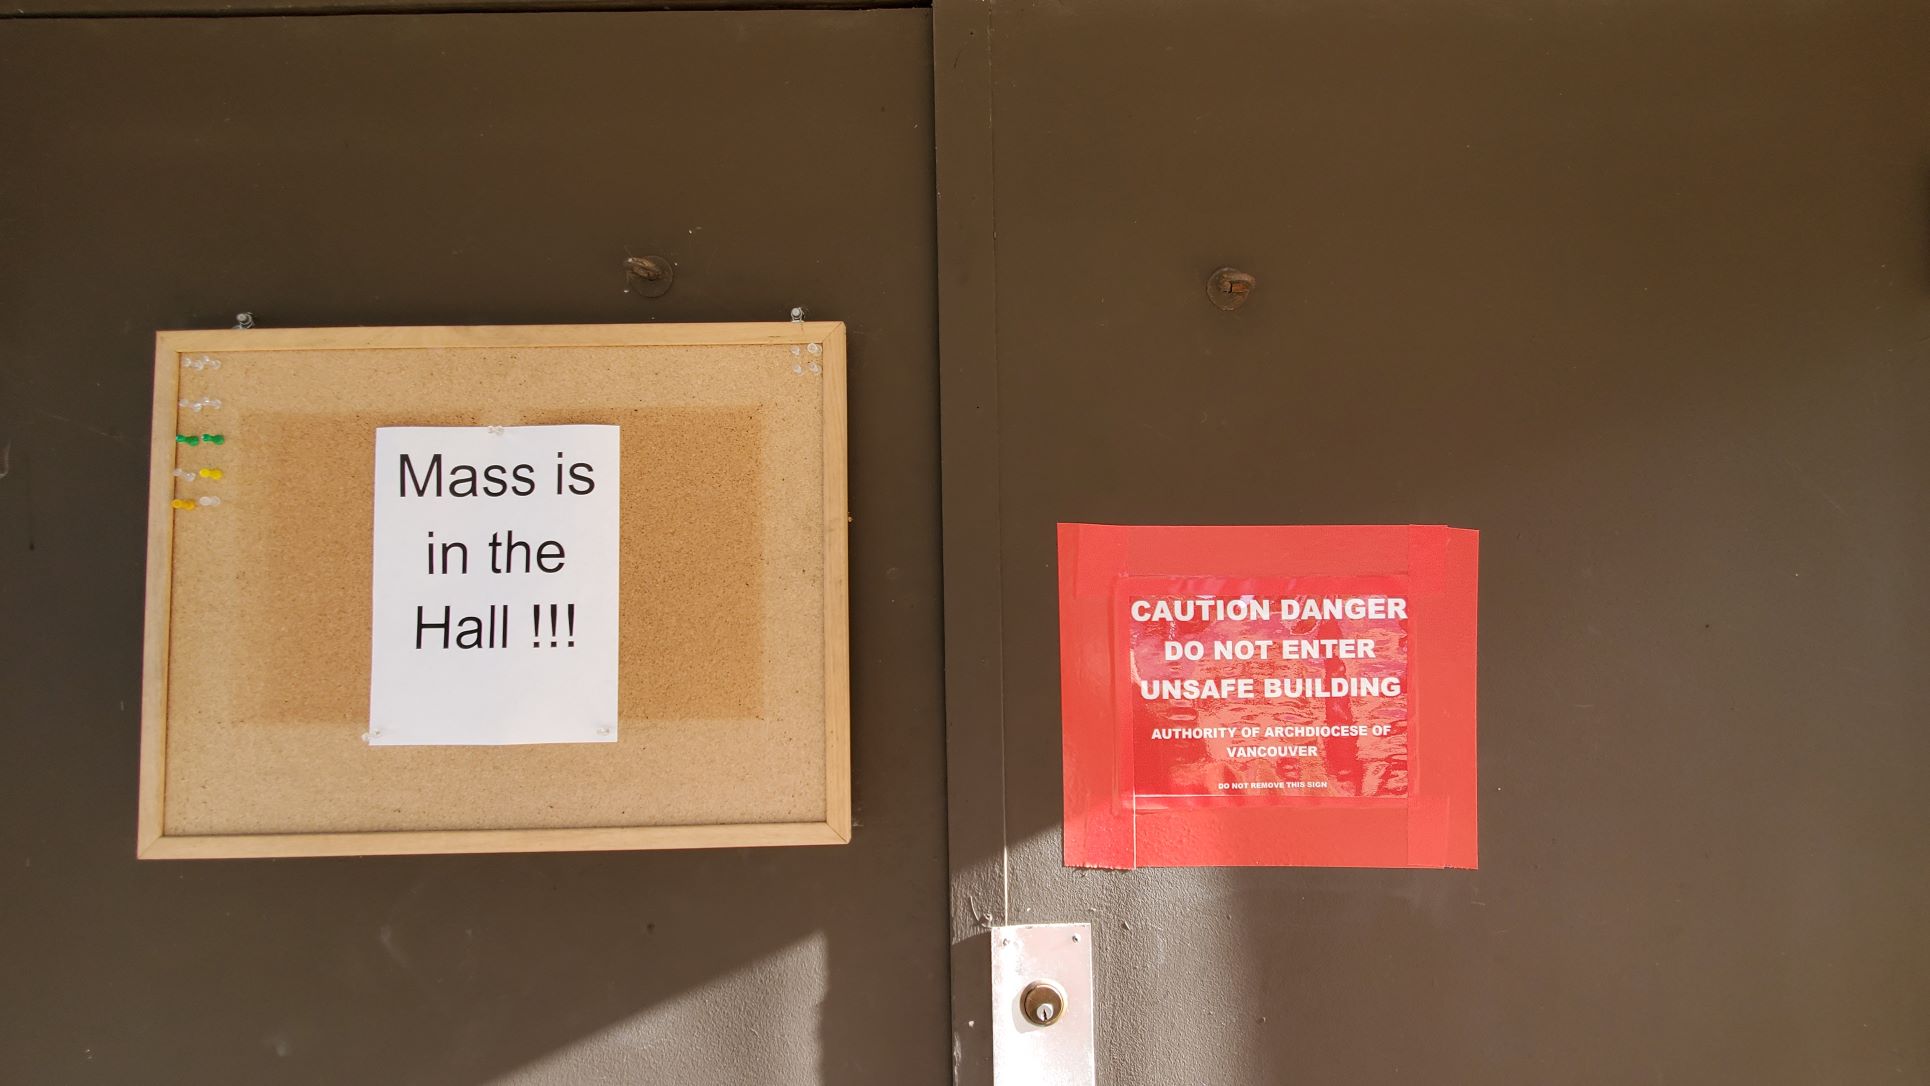 Mass is
in the
Hall !!!
CAUTION DANGER
DO NOT ENTER
UNSAFE BUILDING
AUTHORITY OF ARCHDIOCESE OF
VANCOUVER
DO NOT REMOVE THIS SIGN